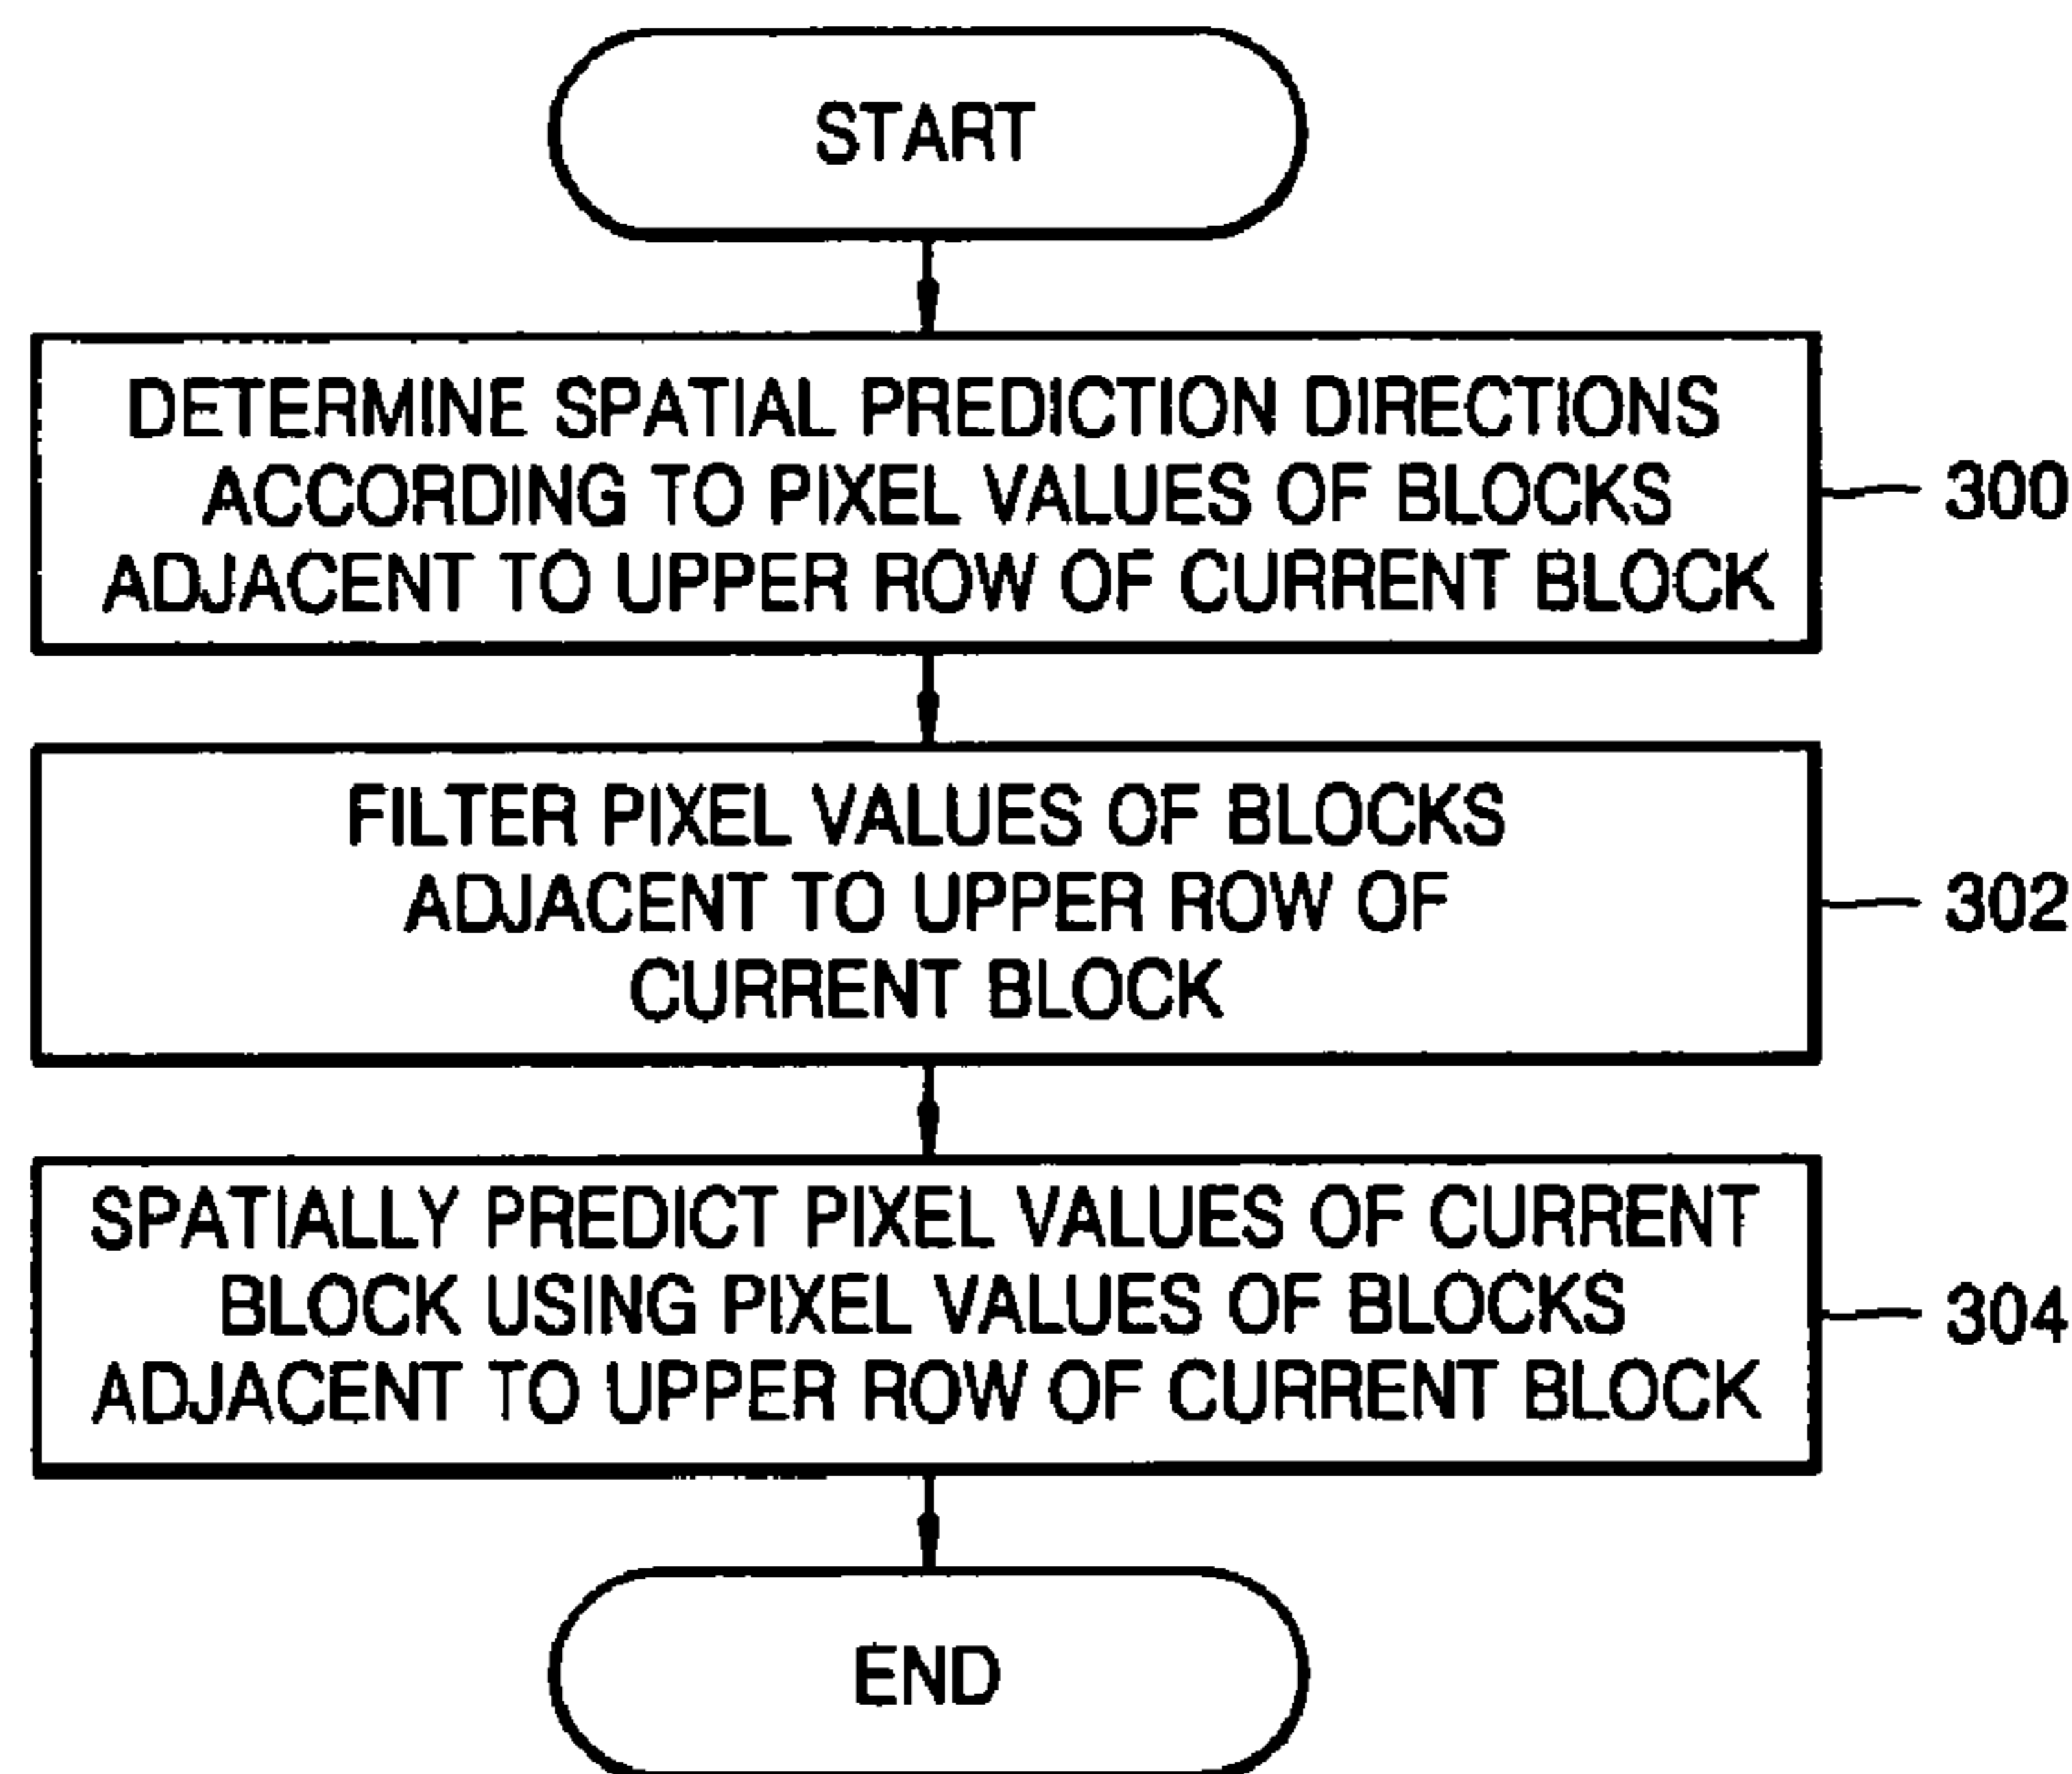 START
DETERMINE SPATIAL PREDICTION DIRECTIONS
ACCORDING TO PIXEL VALUES OF BLOCKS
ADJACENT TO UPPER ROW OF CURRENT BLOCK
300
FILTER PIXEL VALUES OF BLOCKS
ADJACENT TO UPPER ROW OF
CURRENT BLOCK
302
SPATIALLY PREDICT PIXEL VALUES OF CURRENT
BLOCK USING PIXEL VALUES OF BLOCKS
ADJACENT TO UPPER ROW OF CURRENT BLOCK
304
END